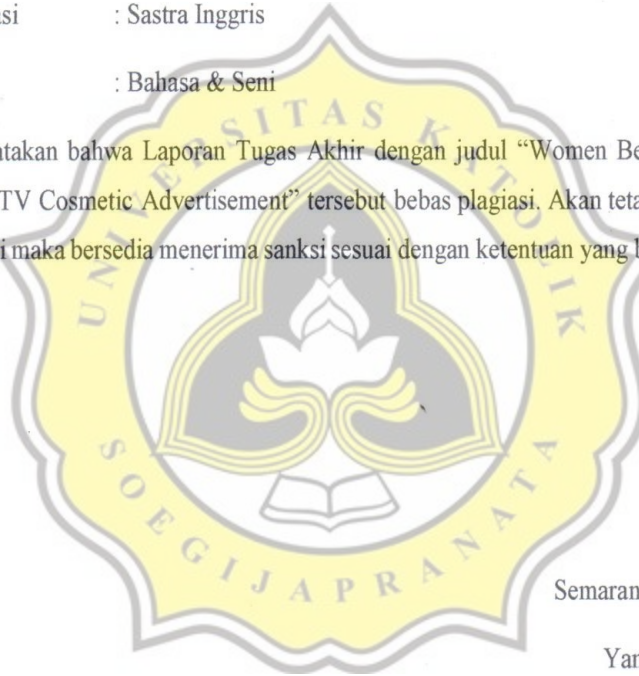 asi : Sastra Inggris
: Bahasa & Seni
atakan bahwa Laporan Tugas Akhir dengan judul “Women Be
TV Cosmetic Advertisement” tersebut bebas plagiasi. Akan teta
i maka bersedia menerima sanksi sesuai dengan ketentuan yang b
UNIVERSITAS KATOLIK
SOEGIJAPRANATA
Semaran
Yan